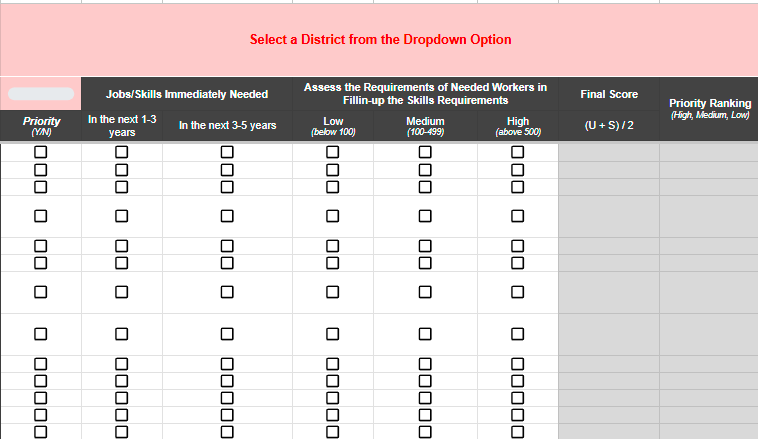 Select a District from the Dropdown Option
Jobs/Skills Immediately Needed
Assess the Requirements of Needed Workers in
Fillin-up the Skills Requirements
Final Score
Priority Ranking
(High, Medium, Low)
Priority
(Y/N)
In the next 1-3
years
In the next 3-5 years
Low
(below 100)
Medium
(100-499)
High
(above 500)
(U + S) / 2